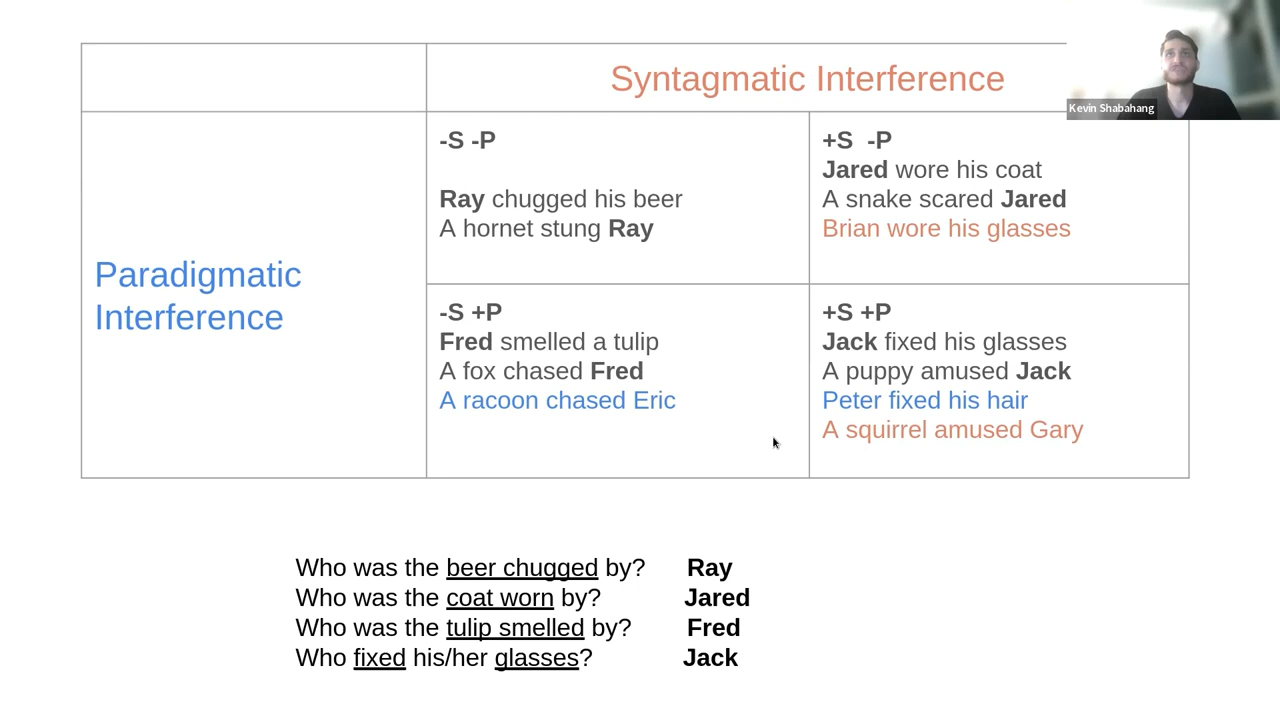 Syntagmatic Interference
Kevin Shabahang
Paradigmatic
Interference
-S -P
Ray chugged his beer
A hornet stung Ray
+S -P
Jared wore his coat
A snake scared Jared
Brian wore his glasses
-S +P
Fred smelled a tulip
A fox chased Fred
A racoon chased Eric
+S +P
Jack fixed his glasses
A puppy amused Jack
Peter fixed his hair
A squirrel amused Gary
Who was the beer chugged by? Ray
Who was the coat worn by? Jared
Who was the tulip smelled by? Fred
Who fixed his/her glasses? Jack